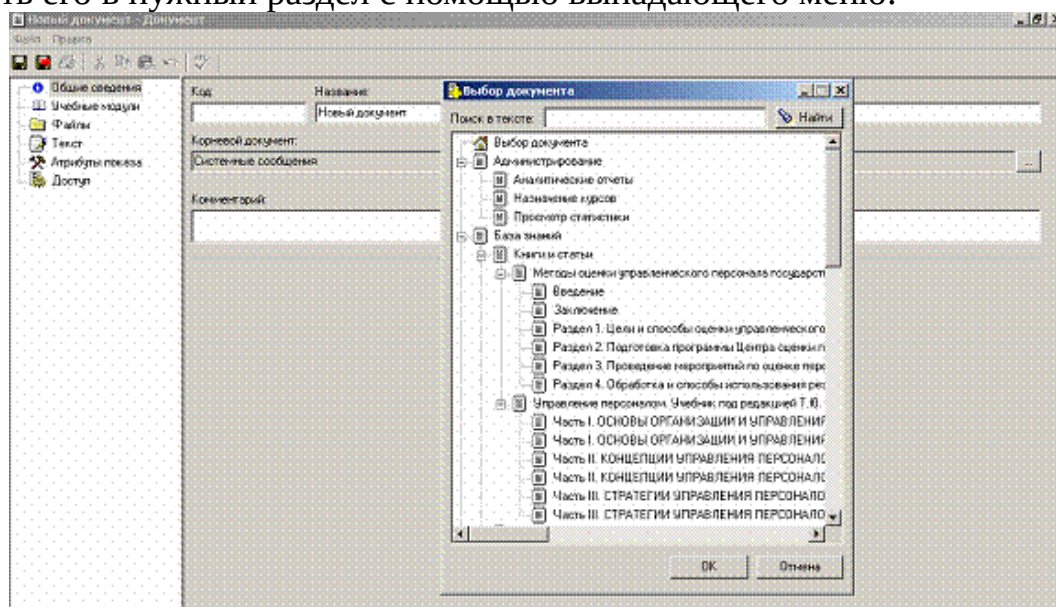 ть его в нужный раздел с помощью выпадающего меню.
Новый документ - Документ
Файл Правка
Общие сведения
Учебные модули
Файлы
Текст
Атрибуты показа
Доступ
Код: Название:
Новый документ
Корневой документ:
Системные сообщения
...
Комментарий:
Выбор документа
Поиск в тексте: Найти
Выбор документа
Администрирование
Аналитические отчеты
Назначение курсов
Просмотр статистики
База знаний
Книги и статьи
Методы оценки управленческого персонала государст
Введение
Заключение
Раздел 1. Цели и способы оценки управленческого
Раздел 2. Подготовка программы Центра оценки п
Раздел 3. Проведение мероприятий по оценке перс
Раздел 4. Обработка и способы использования рез
Управление персоналом. Учебник под редакцией Т.Ю.
Часть I. ОСНОВЫ ОРГАНИЗАЦИИ И УПРАВЛЕНИЯ
Часть I. ОСНОВЫ ОРГАНИЗАЦИИ И УПРАВЛЕНИЯ
Часть II. КОНЦЕПЦИИ УПРАВЛЕНИЯ ПЕРСОНАЛО
Часть II. КОНЦЕПЦИИ УПРАВЛЕНИЯ ПЕРСОНАЛО
Часть III. СТРАТЕГИИ УПРАВЛЕНИЯ ПЕРСОНАЛО
Часть III. СТРАТЕГИИ УПРАВЛЕНИЯ ПЕРСОНАЛО
OK Отмена